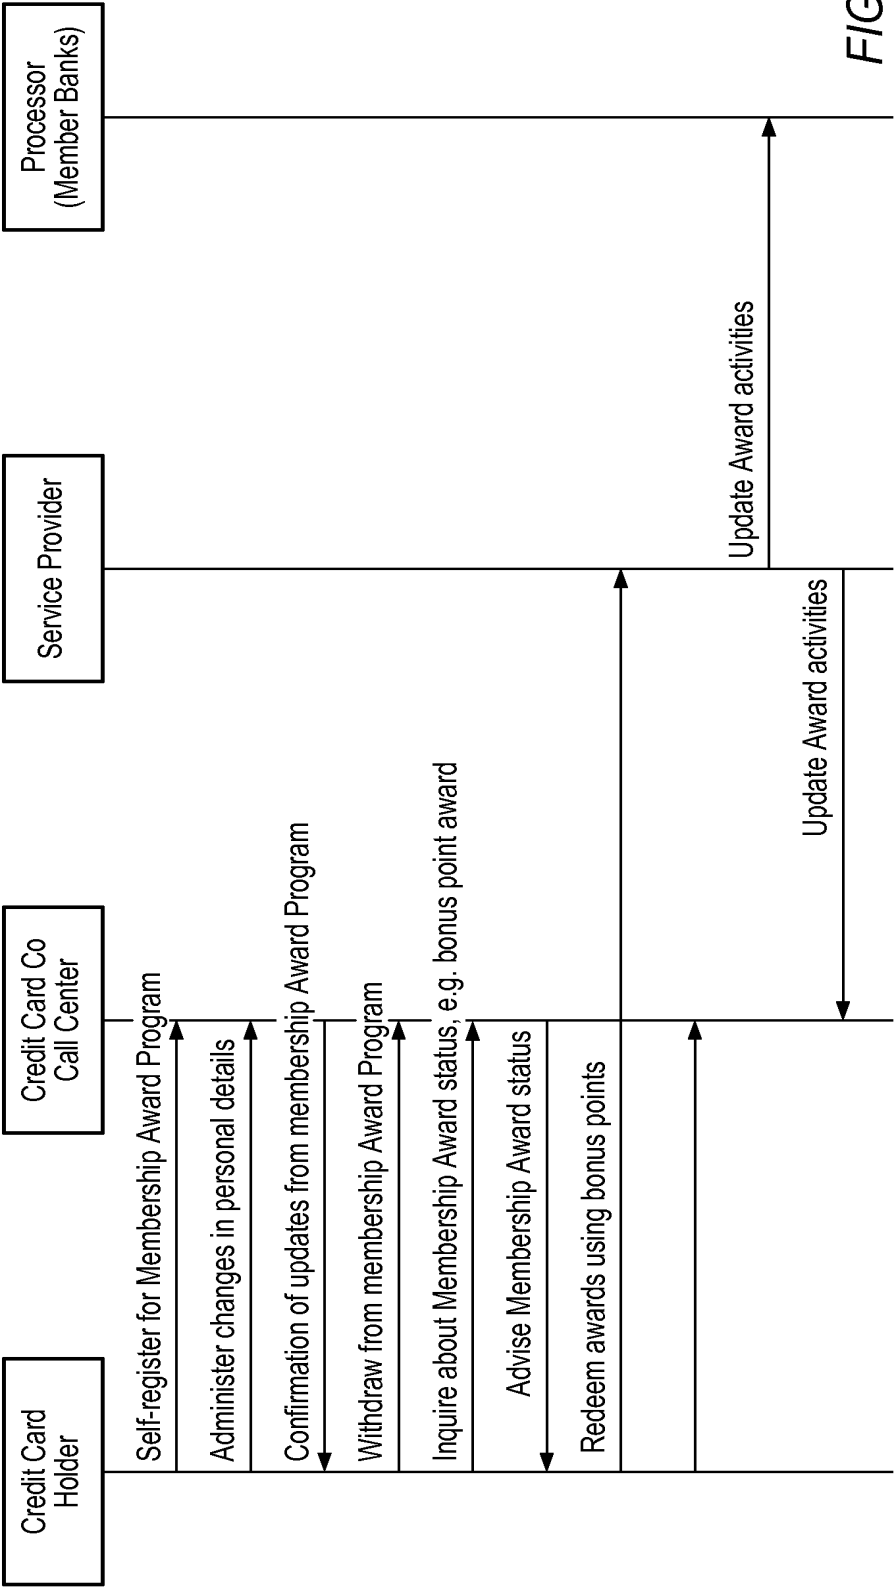 Credit Card
Holder
Credit Card Co
Call Center
Service Provider
Processor
(Member Banks)
Self-register for Membership Award Program
Administer changes in personal details
Confirmation of updates from membership Award Program
Withdraw from membership Award Program
Inquire about Membership Award status, e.g. bonus point award
Advise Membership Award status
Redeem awards using bonus points
Update Award activities
Update Award activities
FIG